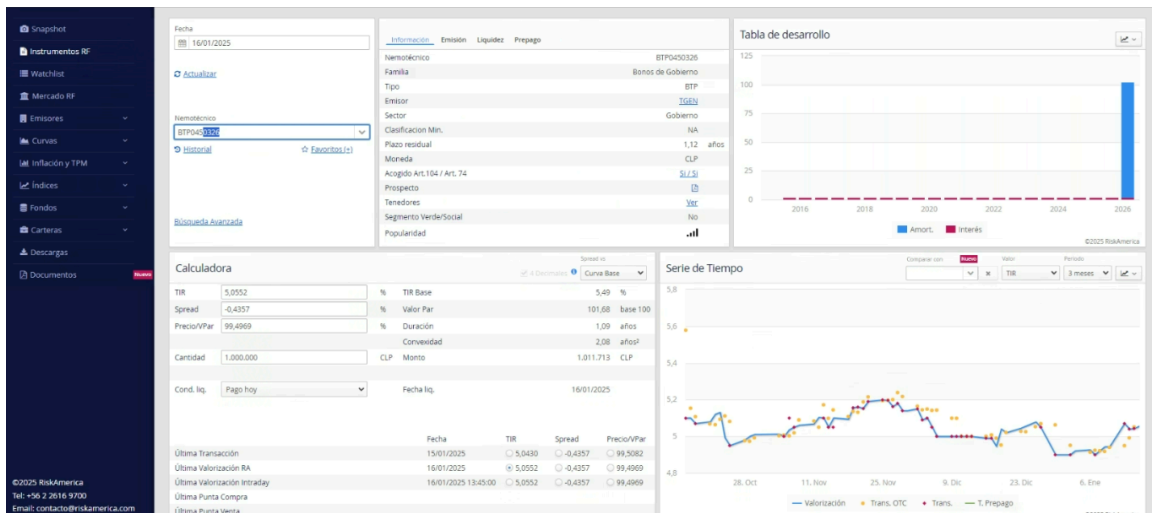 Snapshot
Instrumentos RF
Watchlist
Mercado RF
Emisores
Curvas
Inflación y TPM
Índices
Fondos
Carteras
Descargas
Documentos Nuevo
©2025 RiskAmerica
Tel: +56 2 2616 9700
Email: contacto@riskamerica.com
Fecha
16/01/2025
Actualizar
Nemotécnico
BTP0450326
Historial Favoritos (+)
Búsqueda Avanzada
Información Emisión Liquidez Prepago
Nemotécnico BTP0450326
Familia Bonos de Gobierno
Tipo BTP
Emisor TGEN
Sector Gobierno
Clasificacion Min. NA
Plazo residual 1,12 años
Moneda CLP
Acogido Art.104 / Art. 74 Si / Si
Prospecto
Tenedores Ver
Segmento Verde/Social No
Popularidad
Tabla de desarrollo
125
100
75
50
25
0
2016 2018 2020 2022 2024 2026
Amort. Interés
©2025 RiskAmerica
Calculadora
4 Decimales
Spread vs
Curva Base
TIR 5,0552 % TIR Base 5,49 %
Spread -0,4357 % Valor Par 101,68 base 100
Precio/VPar 99,4969 % Duración 1,09 años
Convexidad 2,08 años²
Cantidad 1.000.000 CLP Monto 1.011.713 CLP
Cond. liq. Pago hoy Fecha liq. 16/01/2025
Fecha TIR Spread Precio/VPar
Última Transacción 15/01/2025 5,0430 -0,4357 99,5082
Última Valorización RA 16/01/2025 5,0552 -0,4357 99,4969
Última Valorización Intraday 16/01/2025 13:45:00 5,0552 -0,4357 99,4969
Última Punta Compra
Última Punta Venta
Serie de Tiempo
Comparar con: Nuevo Valor Periodo
TIR 3 meses
5,8
5,6
5,4
5,2
5
4,8
28. Oct 11. Nov 25. Nov 9. Dic 23. Dic 6. Ene
Valorización Trans. OTC Trans. T. Prepago